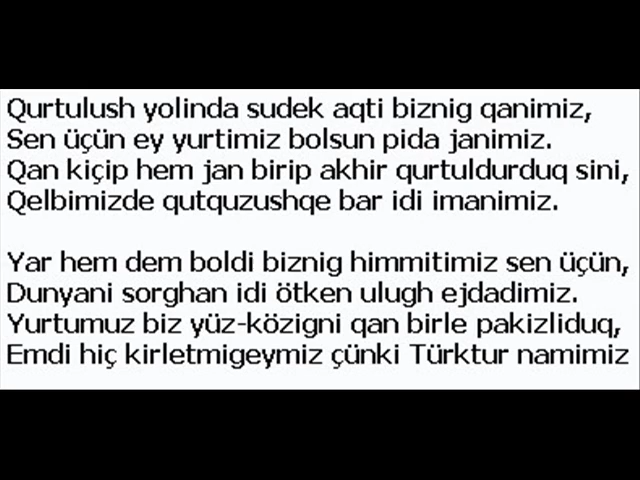 Qurtulush yolinda sudek aqti biznig qanimiz,
Sen üçün ey yurtimiz bolsun pida janimiz.
Qan kiçip hem jan birip akhir qurtuldurduq sini,
Qelbimizde qutquzushqe bar idi imanimiz.
Yar hem dem boldi biznig himmitimiz sen üçün,
Dunyani sorghan idi ötken ulugh ejdadimiz.
Yurtumuz biz yüz-közigni qan birle pakizliduq,
Emdi hiç kirletmigeymiz çünki Türktur namimiz